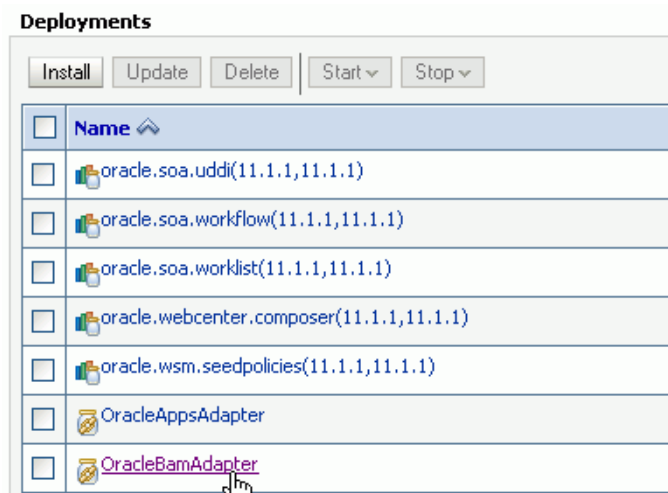 Deployments
Install Update Delete Start Stop
Name
oracle.soa.uddi(11.1.1,11.1.1)
oracle.soa.workflow(11.1.1,11.1.1)
oracle.soa.worklist(11.1.1,11.1.1)
oracle.webcenter.composer(11.1.1,11.1.1)
oracle.wsm.seedpolicies(11.1.1,11.1.1)
OracleAppsAdapter
OracleBamAdapter